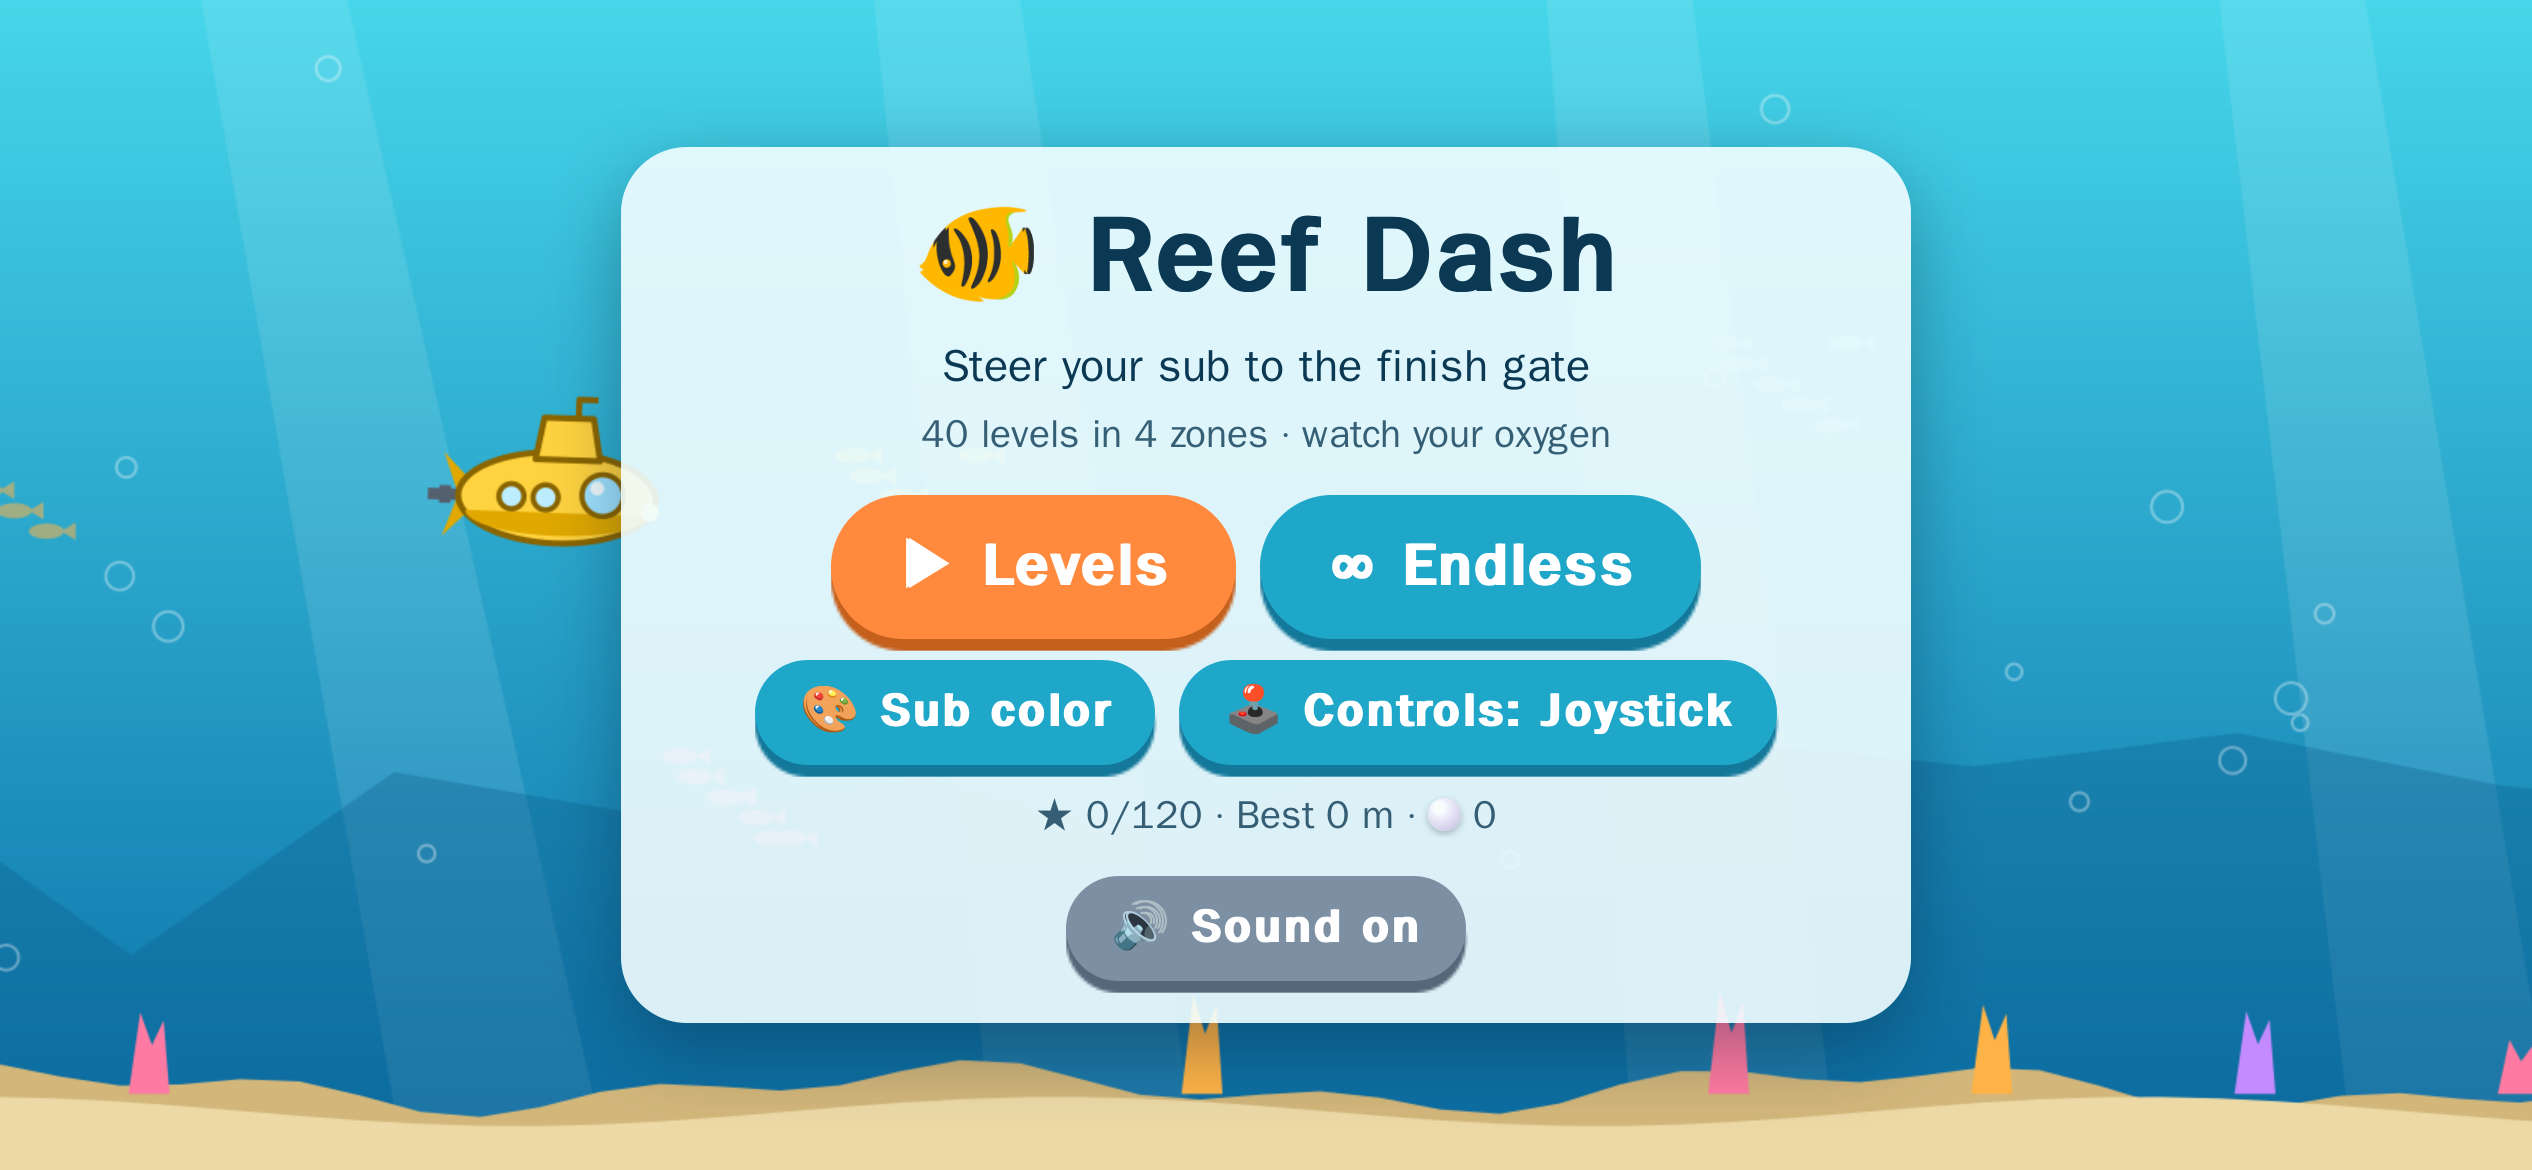 🐠 Reef Dash
Steer your sub to the finish gate
40 levels in 4 zones · watch your oxygen
▶ Levels
∞ Endless
🎨 Sub color
🕹️ Controls: Joystick
★ 0/120 · Best 0 m · 0
🔊 Sound on